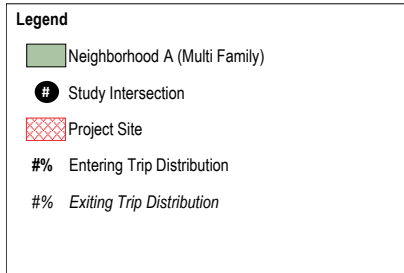 Legend
Neighborhood A (Multi Family)
# Study Intersection
Project Site
#% Entering Trip Distribution
#% Exiting Trip Distribution